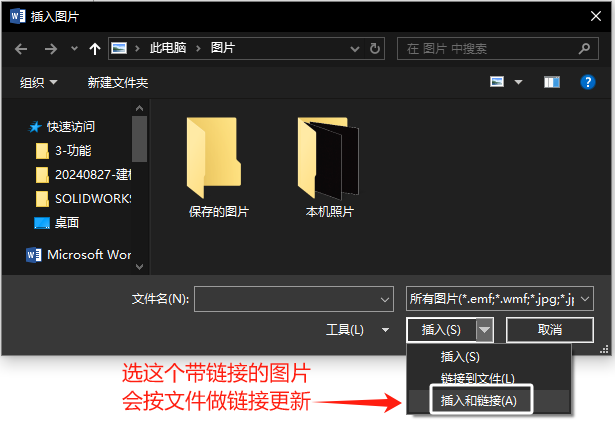 插入图片
此电脑 图片
在 图片 中搜索
组织 新建文件夹
快速访问
3-功能
20240827-建
SOLIDWORKS
桌面
Microsoft Wor
保存的图片
本机照片
文件名(N):
所有图片(*.emf;*.wmf;*.jpg;*.jp
工具(L)
插入(S)
取消
插入(S)
链接到文件(L)
插入和链接(A)
选这个带链接的图片
会按文件做链接更新